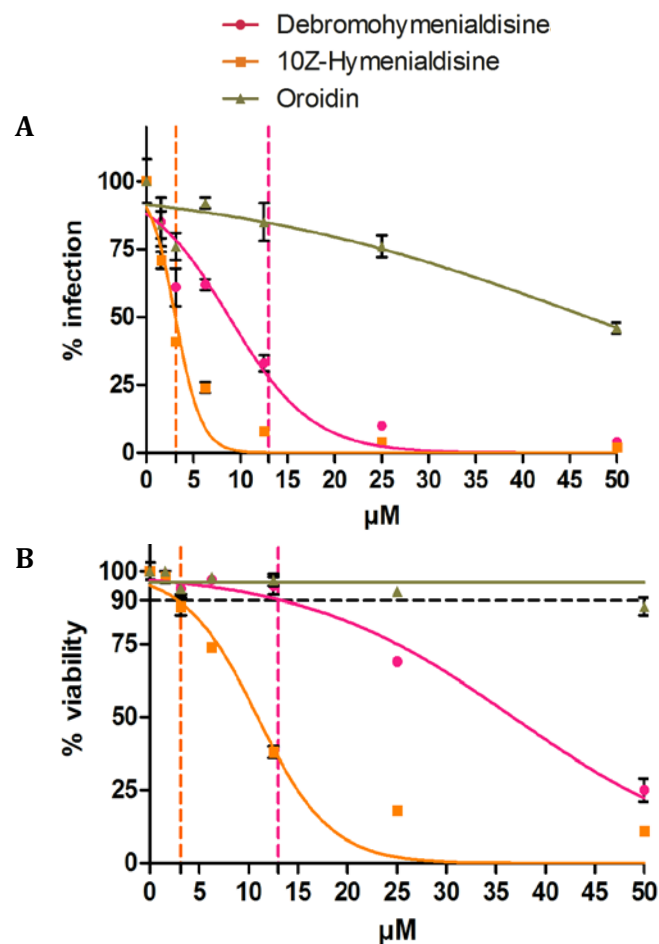 Debromohymenialdisine
10Z-Hymenialdisine
Oroidin
A
% infection
100
75
50
25
0
0 5 10 15 20 25 30 35 40 45 50
µM
B
% viability
100
90
75
50
25
0
0 5 10 15 20 25 30 35 40 45 50
µM